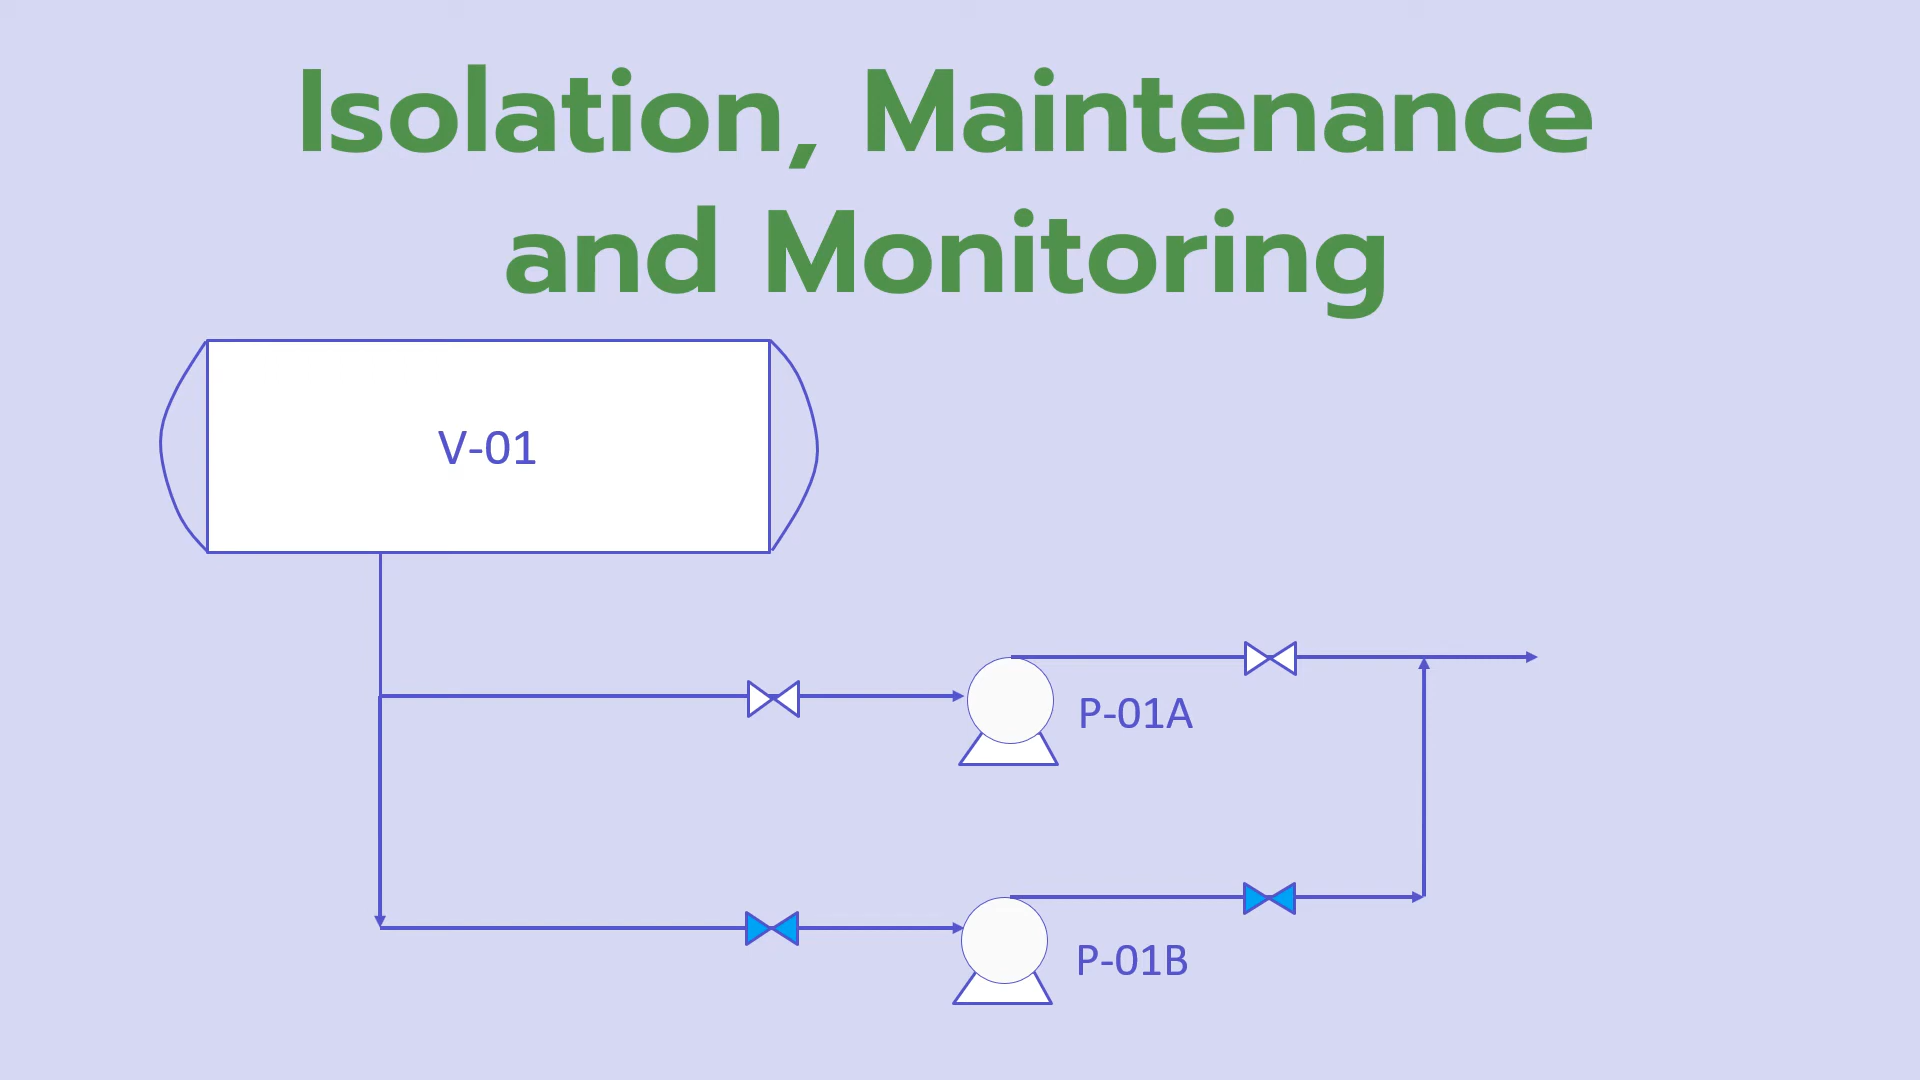 Isolation, Maintenance
and Monitoring
V-01
P-01A
P-01B